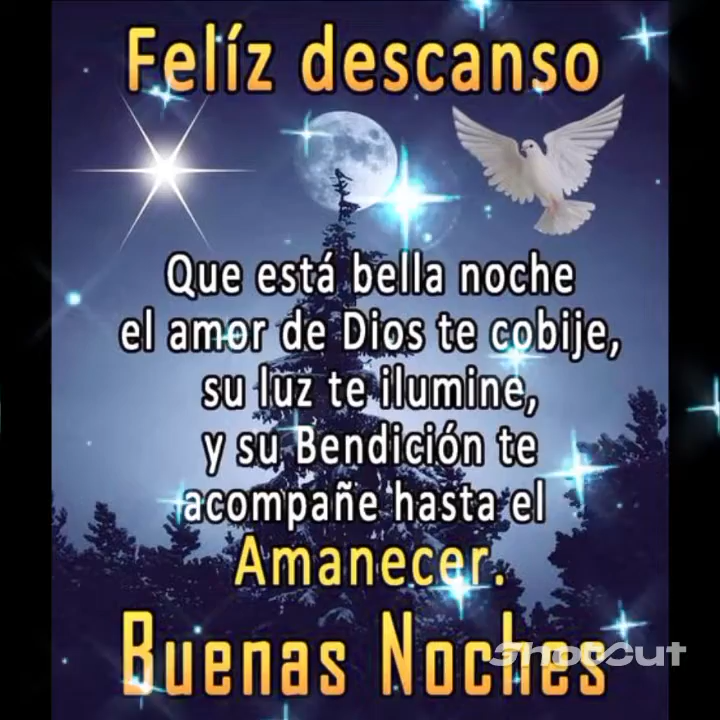 Felíz descanso
Que está bella noche
el amor de Dios te cobije,
su luz te ilumine,
y su Bendición te
acompañe hasta el
Amanecer.
Buenas Noches
ShotCut